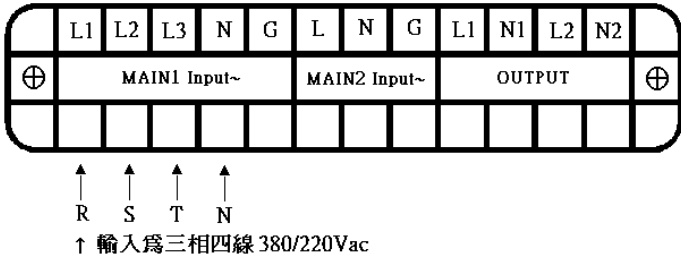 L1 L2 L3 N G L N G L1 N1 L2 N2
MAIN1 Input~ MAIN2 Input~ OUTPUT
R S T N
↑ 輸入為三相四線 380/220Vac